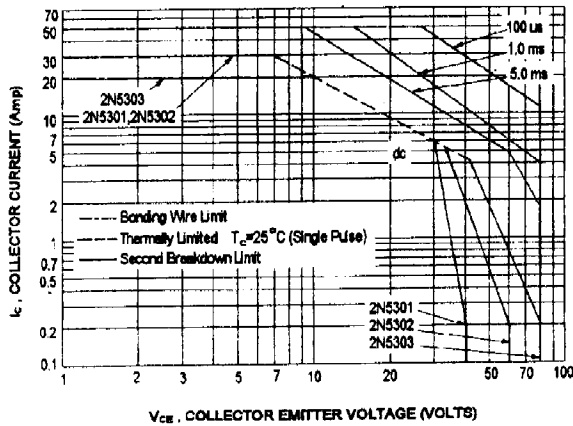 100 us
1.0 ms
5.0 ms
2N5303
2N5301,2N5302
dc
Bonding Wire Limit
Thermally Limited Tc=25°C (Single Pulse)
Second Breakdown Limit
2N5301
2N5302
2N5303
50
30
20
10
7
5
2
1
0.7
0.5
0.2
0.1
IC , COLLECTOR CURRENT (Amp)
1 2 3 5 7 10 20 30 50 70 100
VCE , COLLECTOR EMITTER VOLTAGE (VOLTS)